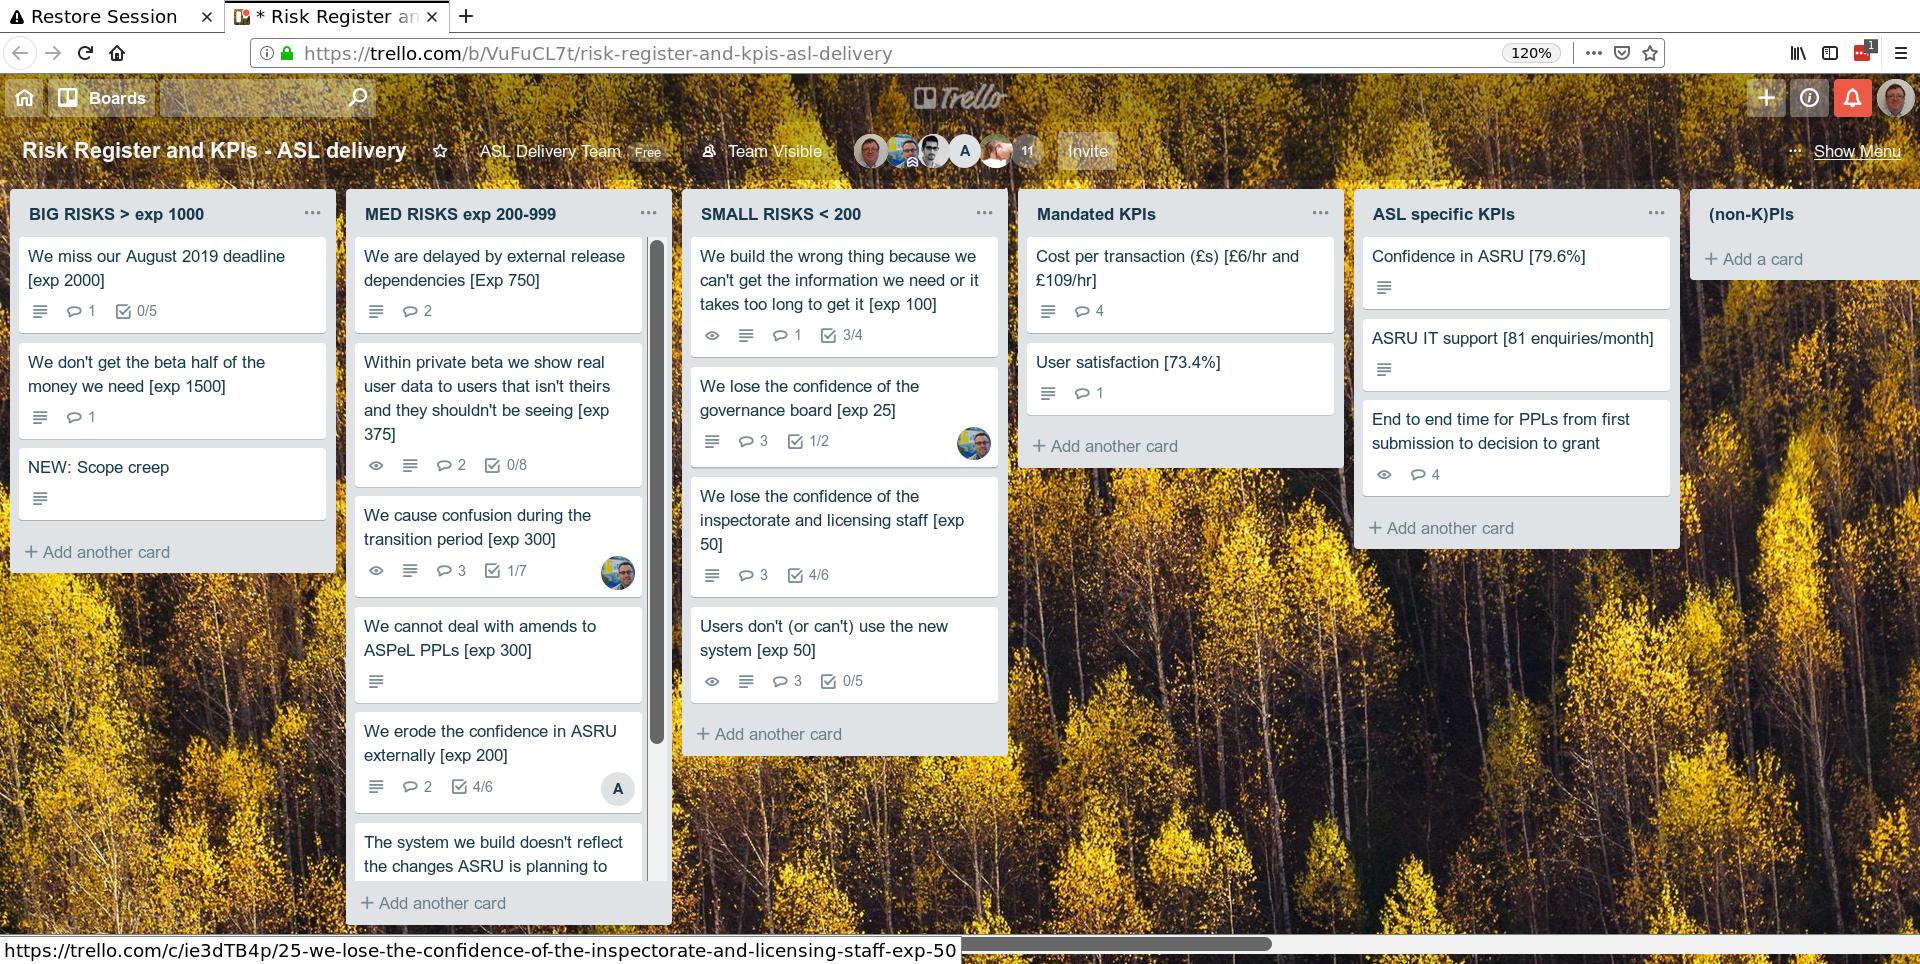 Restore Session
* Risk Register an
https://trello.com/b/VuFuCL7t/risk-register-and-kpis-asl-delivery
120%
1
Boards
Trello
Risk Register and KPIs - ASL delivery
ASL Delivery Team
Free
Team Visible
A
11
Invite
Show Menu
BIG RISKS > exp 1000
We miss our August 2019 deadline
[exp 2000]
1
0/5
We don't get the beta half of the
money we need [exp 1500]
1
NEW: Scope creep
+ Add another card
MED RISKS exp 200-999
We are delayed by external release
dependencies [Exp 750]
2
Within private beta we show real
user data to users that isn't theirs
and they shouldn't be seeing [exp
375]
2
0/8
We cause confusion during the
transition period [exp 300]
3
1/7
We cannot deal with amends to
ASPeL PPLs [exp 300]
We erode the confidence in ASRU
externally [exp 200]
2
4/6
A
The system we build doesn't reflect
the changes ASRU is planning to
+ Add another card
SMALL RISKS < 200
We build the wrong thing because we
can't get the information we need or it
takes too long to get it [exp 100]
1
3/4
We lose the confidence of the
governance board [exp 25]
3
1/2
We lose the confidence of the
inspectorate and licensing staff [exp
50]
3
4/6
Users don't (or can't) use the new
system [exp 50]
3
0/5
+ Add another card
Mandated KPIs
Cost per transaction (£s) [£6/hr and
£109/hr]
4
User satisfaction [73.4%]
1
+ Add another card
ASL specific KPIs
Confidence in ASRU [79.6%]
ASRU IT support [81 enquiries/month]
End to end time for PPLs from first
submission to decision to grant
4
+ Add another card
(non-K)PIs
+ Add a card
https://trello.com/c/ie3dTB4p/25-we-lose-the-confidence-of-the-inspectorate-and-licensing-staff-exp-50